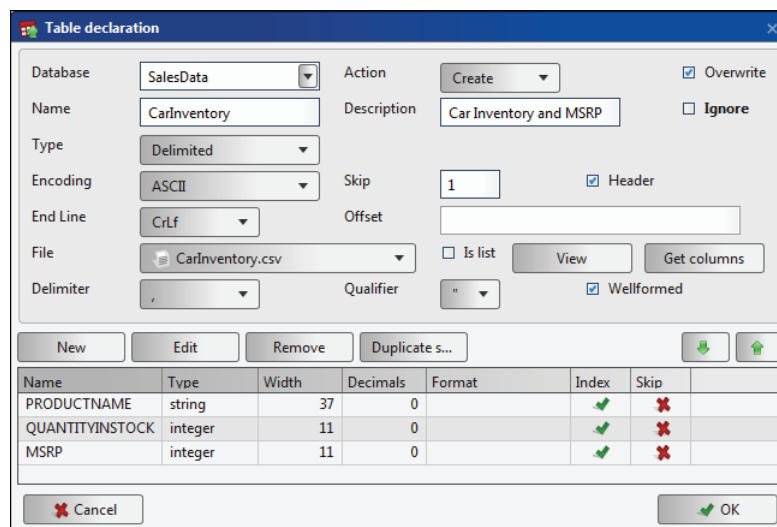 Table declaration
Database SalesData Action Create Overwrite
Name CarInventory Description Car Inventory and MSRP Ignore
Type Delimited
Encoding ASCII Skip 1 Header
End Line CrLf Offset
File CarInventory.csv Is list View Get columns
Delimiter , Qualifier " Wellformed
New Edit Remove Duplicate s...
Name Type Width Decimals Format Index Skip
PRODUCTNAME string 37 0
QUANTITYINSTOCK integer 11 0
MSRP integer 11 0
Cancel OK